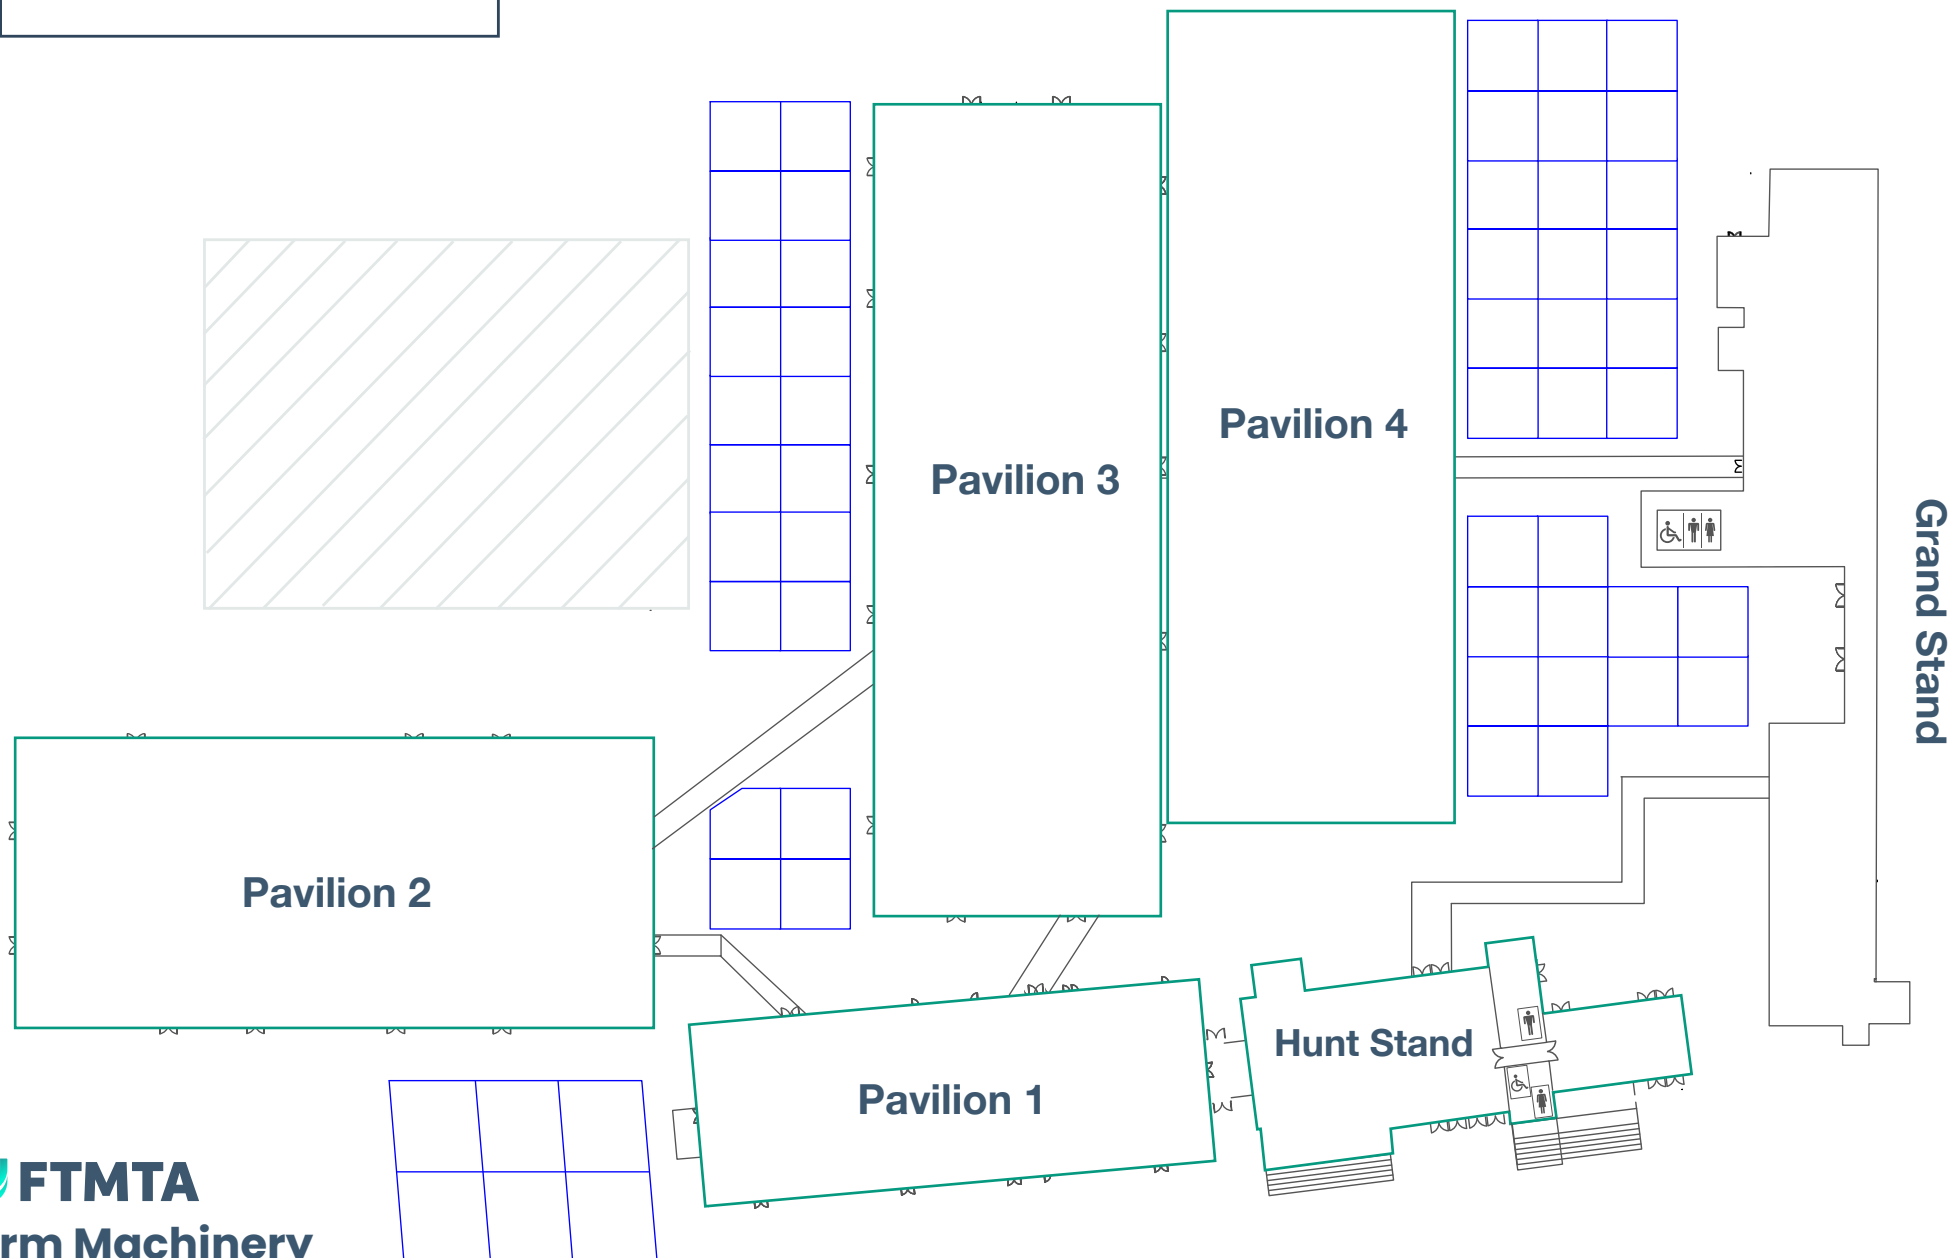 Pavilion 4
Pavilion 3
Grand Stand
Pavilion 2
Hunt Stand
Pavilion 1
FTMTA
rm Machinery